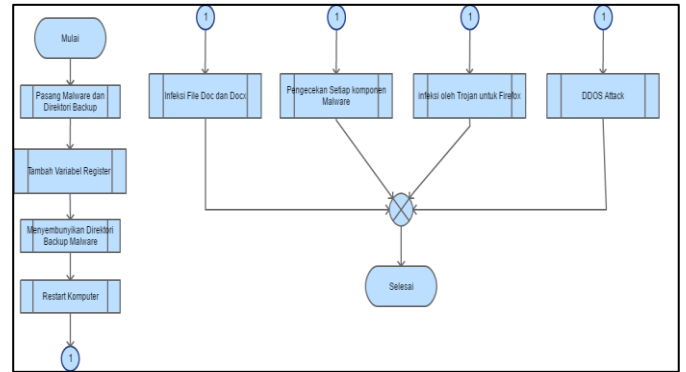 Mulai
Pasang Malware dan
Direktori Backup
Tambah Variabel Register
Menyembunyikan Direktori
Backup Malware
Restart Komputer
1
1
Infeksi File Doc dan Docx
1
Pengecekan Setiap komponen
Malware
1
infeksi oleh Trojan untuk Firefox
1
DDOS Attack
Selesai